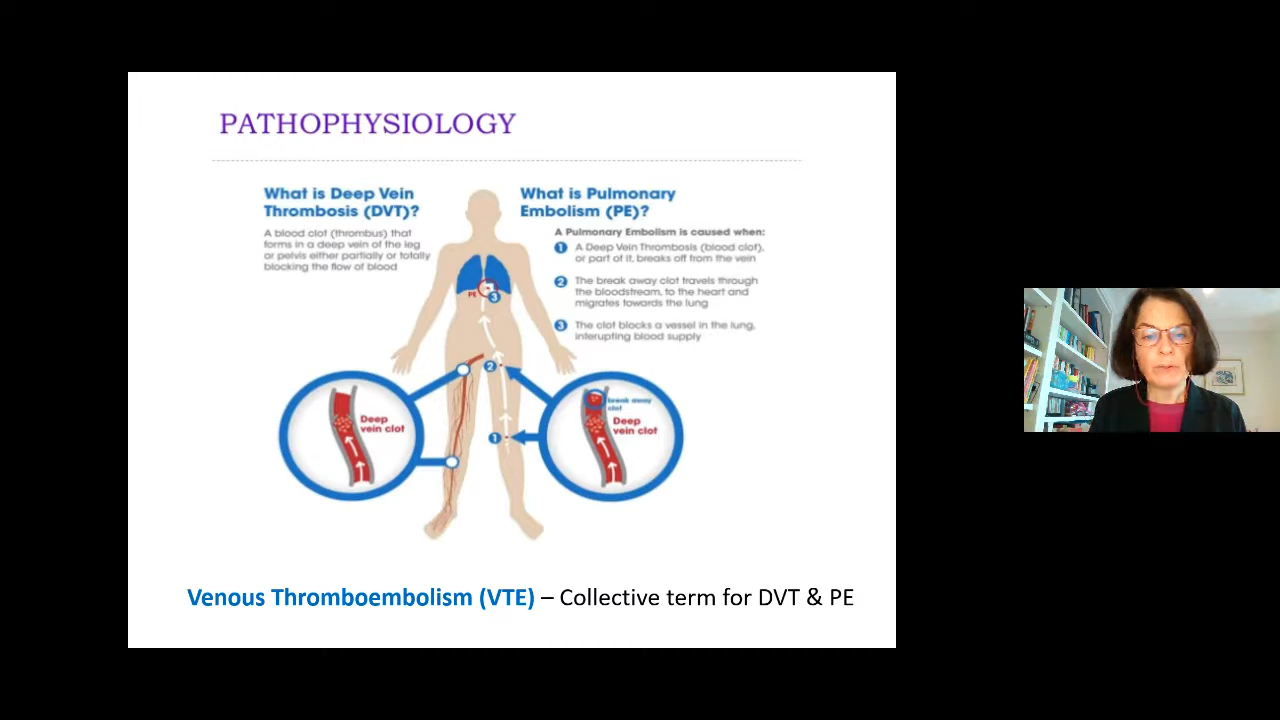 PATHOPHYSIOLOGY
What is Deep Vein
Thrombosis (DVT)?
A blood clot (thrombus) that
forms in a deep vein of the leg
or pelvis either partially or totally
blocking the flow of blood
What is Pulmonary
Embolism (PE)?
A Pulmonary Embolism is caused when:
1 A Deep Vein Thrombosis (blood clot),
or part of it, breaks off from the vein
2 The break away clot travels through
the bloodstream, to the heart and
migrates towards the lung
3 The clot blocks a vessel in the lung,
interupting blood supply
PE
3
2
1
Deep
vein clot
break away
clot
Deep
vein clot
Venous Thromboembolism (VTE) – Collective term for DVT & PE